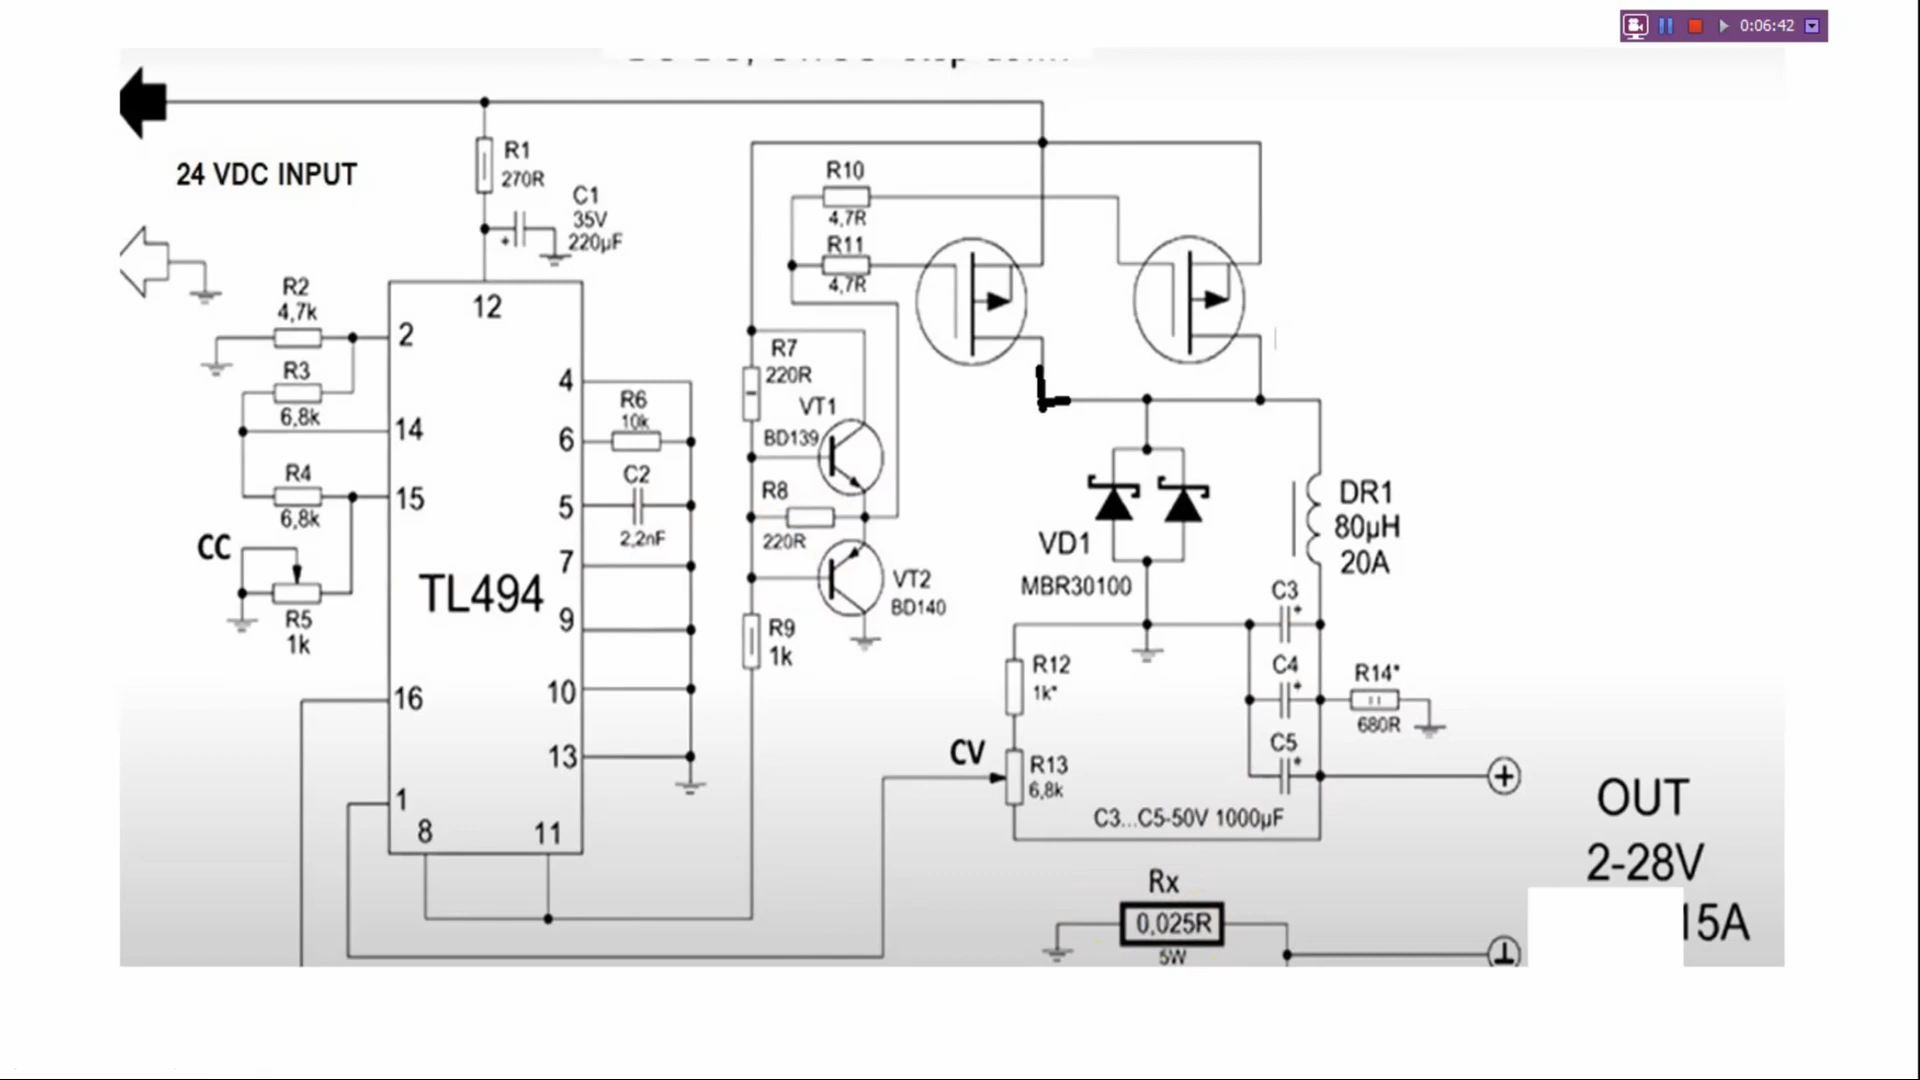 0:06:42
24 VDC INPUT
R1
270R
C1
35V
220µF
+
R2
4,7k
R3
6,8k
R4
6,8k
CC
R5
1k
12
2
14
15
16
1
8
11
4
6
5
7
9
10
13
TL494
R6
10k
C2
2,2nF
R10
4,7R
R11
4,7R
R7
220R
VT1
BD139
R8
220R
VT2
BD140
R9
1k
VD1
MBR30100
DR1
80µH
20A
C3
+
C4
+
C5
+
R14*
680R
R12
1k*
CV
R13
6,8k
C3...C5-50V 1000µF
+
OUT
2-28V
15A
Rx
0,025R
5W